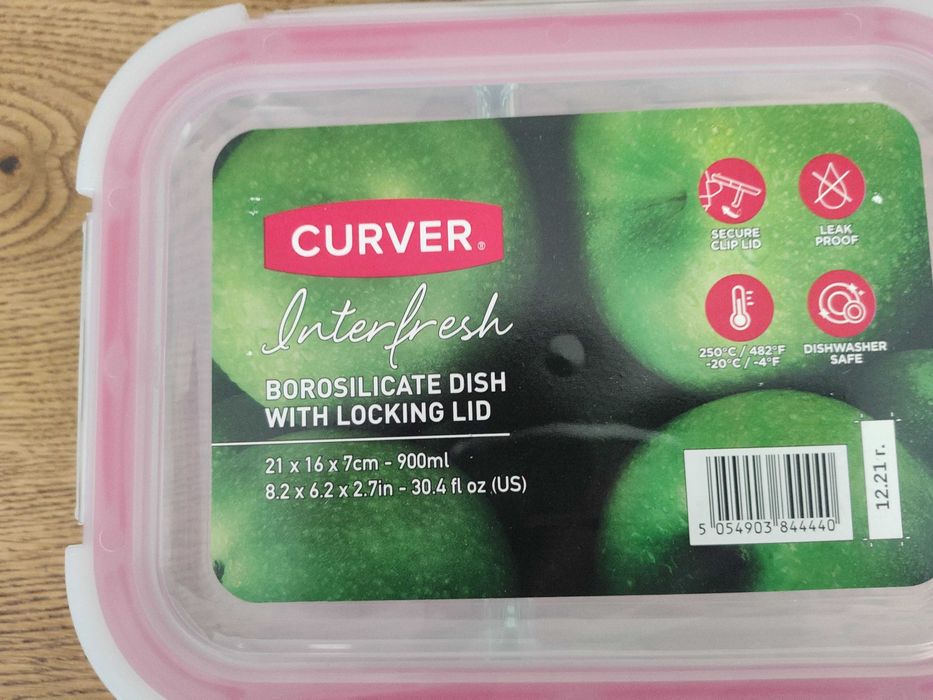 CURVER®
Interfresh
BOROSILICATE DISH
WITH LOCKING LID
21 x 16 x 7cm - 900ml
8.2 x 6.2 x 2.7in - 30.4 fl oz (US)
SECURE
CLIP LID
LEAK
PROOF
250°C / 482°F
-20°C / -4°F
DISHWASHER
SAFE
5 054903 844440
12.21 г.